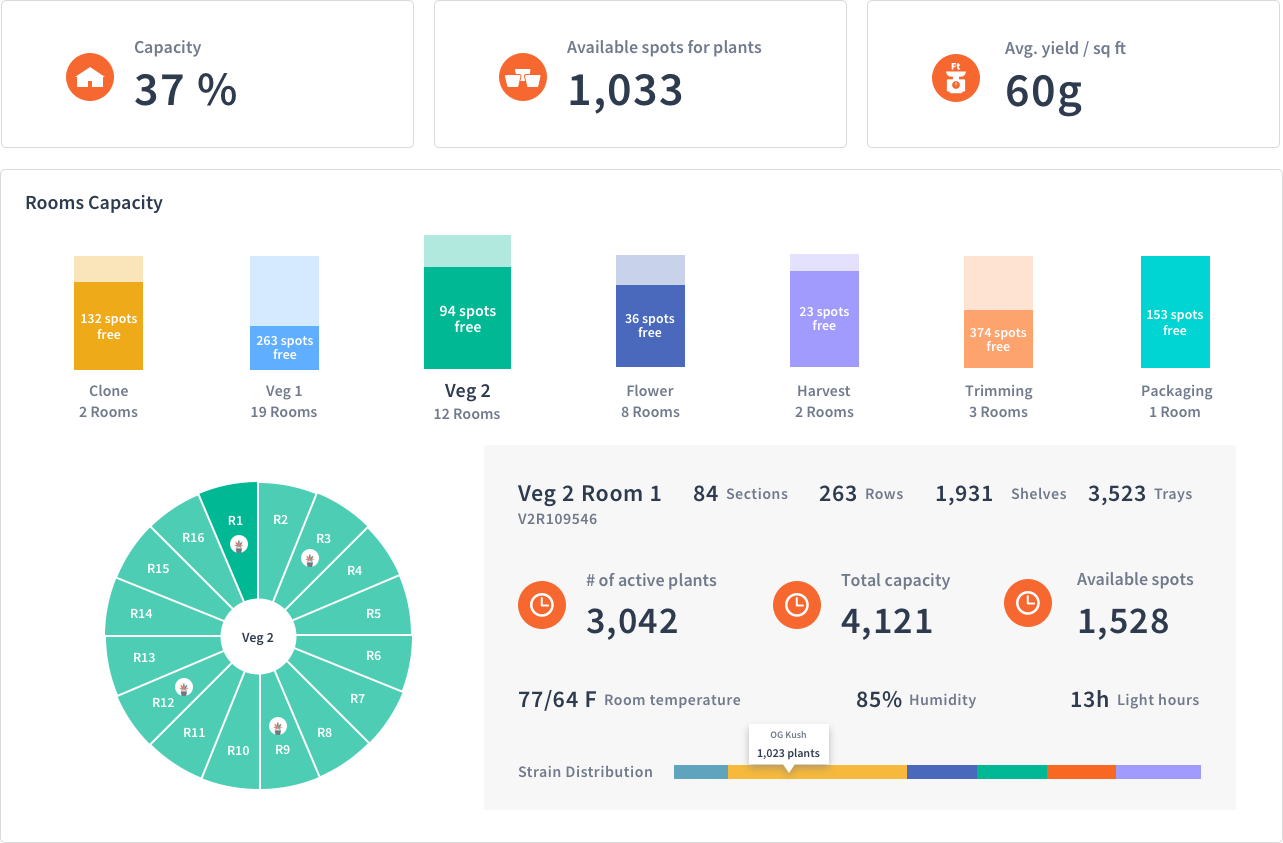 Capacity
37 %
Available spots for plants
1,033
Ft
Avg. yield / sq ft
60g
Rooms Capacity
132 spots
free
263 spots
free
94 spots
free
36 spots
free
23 spots
free
374 spots
free
153 spots
free
Clone
2 Rooms
Veg 1
19 Rooms
Veg 2
12 Rooms
Flower
8 Rooms
Harvest
2 Rooms
Trimming
3 Rooms
Packaging
1 Room
R1
R2
R3
R4
R5
R6
R7
R8
R9
R10
R11
R12
R13
R14
R15
R16
Veg 2
Veg 2 Room 1
V2R109546
84 Sections
263 Rows
1,931 Shelves
3,523 Trays
# of active plants
3,042
Total capacity
4,121
Available spots
1,528
77/64 F Room temperature
85% Humidity
13h Light hours
OG Kush
1,023 plants
Strain Distribution